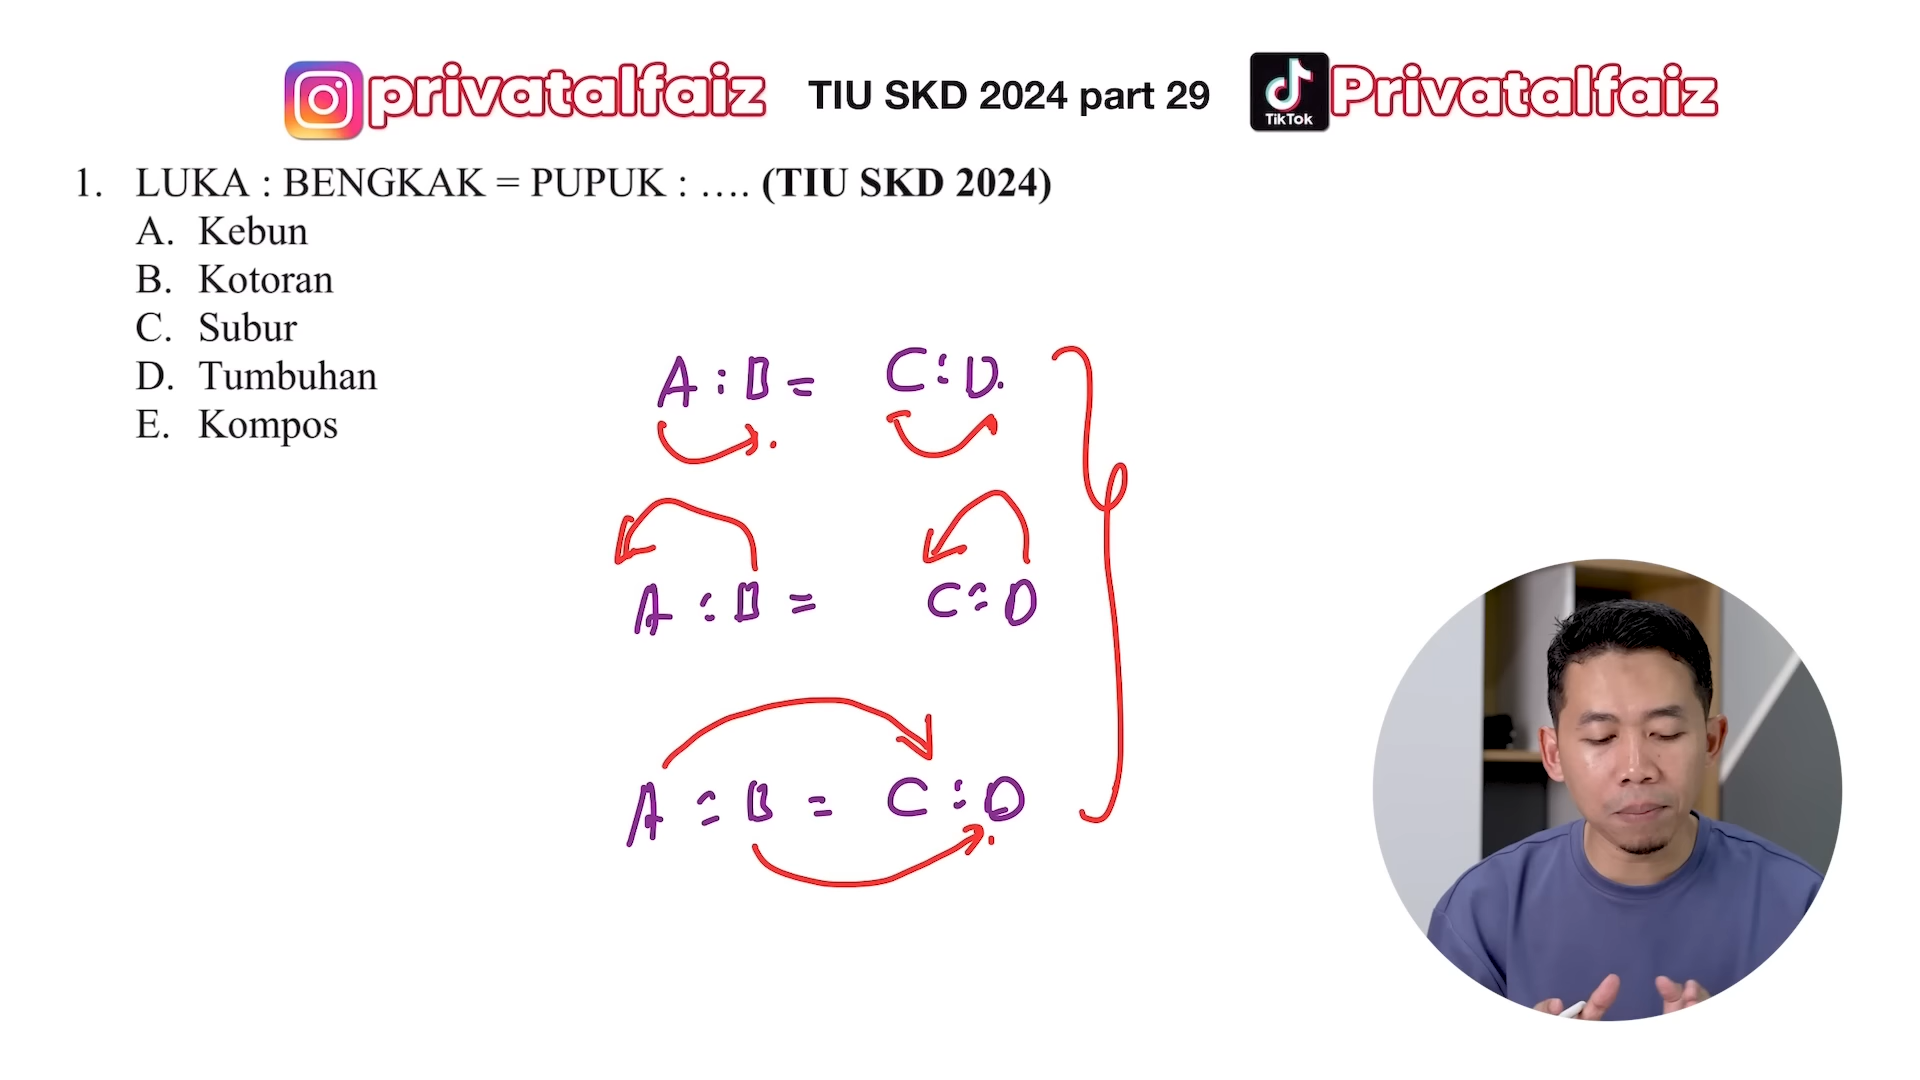 privatalfaiz TIU SKD 2024 part 29 TikTok Privatalfaiz
1. LUKA : BENGKAK = PUPUK : …. (TIU SKD 2024)
A. Kebun
B. Kotoran
C. Subur
D. Tumbuhan
E. Kompos
A : B = C : D.
A : B = C : D
A : B = C : D